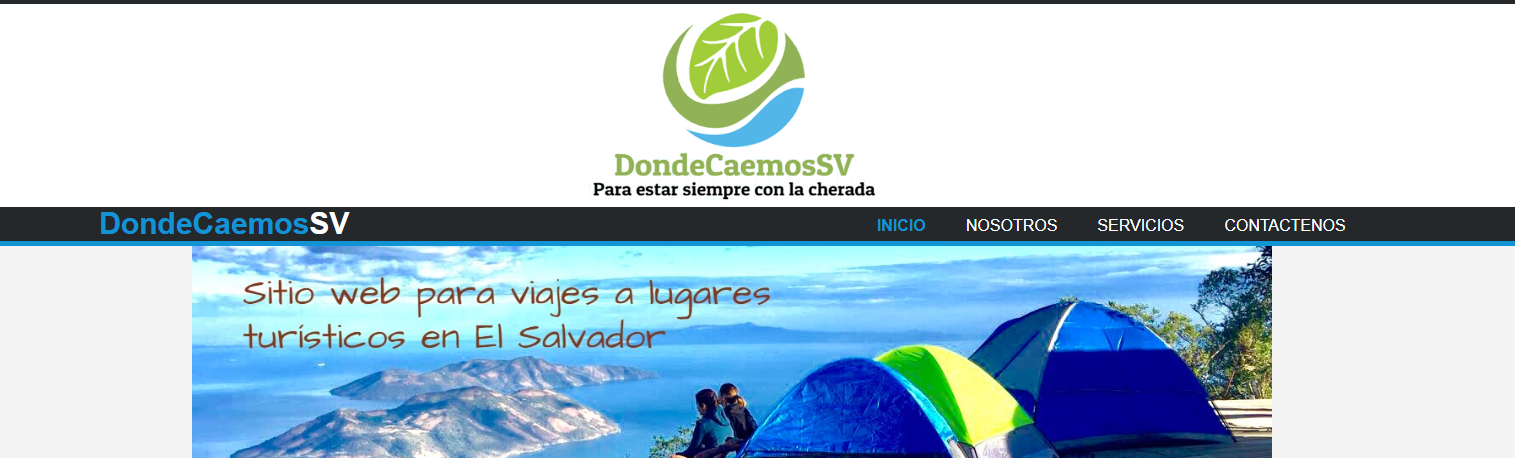 DondeCaemosSV
Para estar siempre con la cherada
DondeCaemosSV
INICIO NOSOTROS SERVICIOS CONTACTENOS
Sitio web para viajes a lugares
turísticos en El Salvador